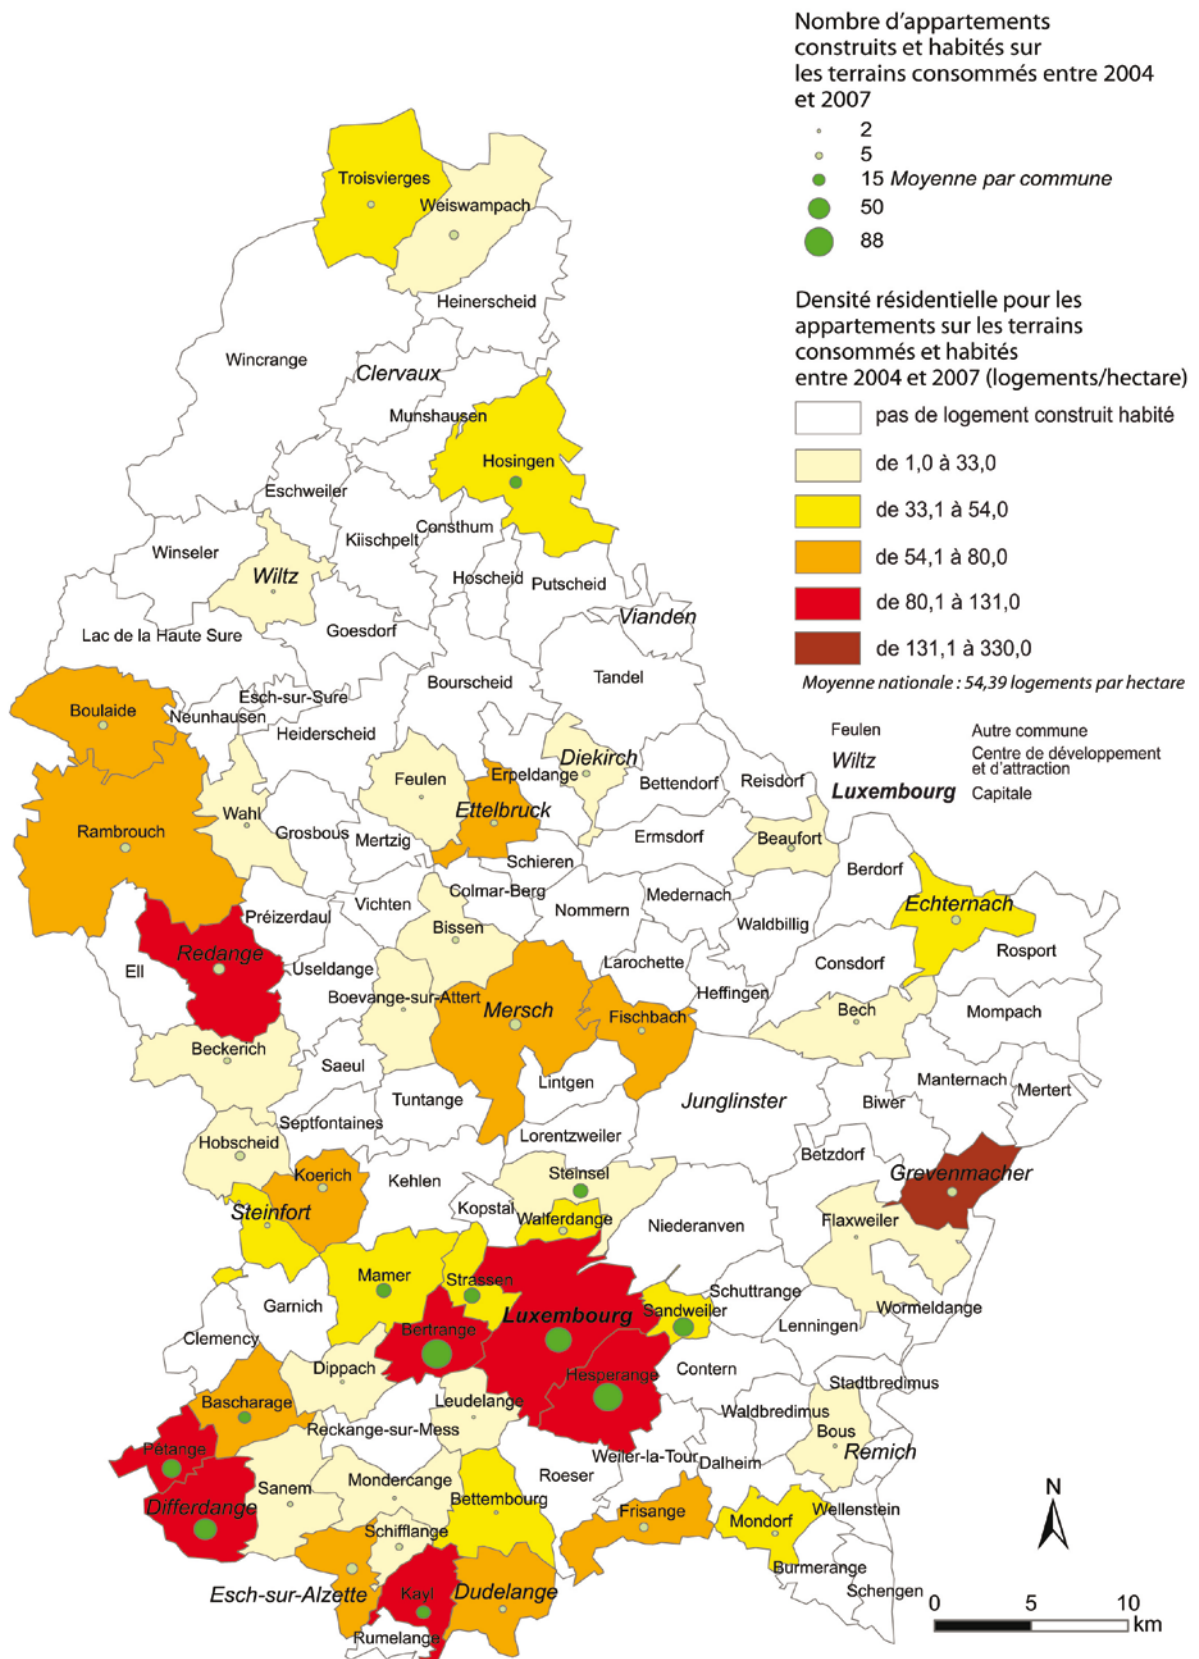 Nombre d'appartements
construits et habités sur
les terrains consommés entre 2004
et 2007
2
5
15 Moyenne par commune
50
88
Densité résidentielle pour les
appartements sur les terrains
consommés et habités
entre 2004 et 2007 (logements/hectare)
pas de logement construit habité
de 1,0 à 33,0
de 33,1 à 54,0
de 54,1 à 80,0
de 80,1 à 131,0
de 131,1 à 330,0
Moyenne nationale : 54,39 logements par hectare
Feulen Autre commune
Wiltz Centre de développement
et d'attraction
Luxembourg Capitale
Troisvierges
Weiswampach
Heinerscheid
Wincrange
Clervaux
Munshausen
Hosingen
Eschweiler
Consthum
Kiischpelt
Winseler
Wiltz
Hoscheid
Putscheid
Vianden
Goesdorf
Lac de la Haute Sure
Tandel
Bourscheid
Esch-sur-Sure
Boulaide
Neunhausen
Heiderscheid
Diekirch
Erpeldange
Feulen
Bettendorf
Reisdorf
Ettelbruck
Wahl
Rambrouch
Grosbous
Mertzig
Ermsdorf
Beaufort
Schieren
Berdorf
Colmar-Berg
Medernach
Echternach
Vichten
Nommern
Préizerdaul
Waldbillig
Bissen
Redange
Rosport
Ell
Useldange
Larochette
Consdorf
Heffingen
Boevange-sur-Attert
Mersch
Fischbach
Bech
Mompach
Beckerich
Saeul
Lintgen
Manternach
Mertert
Tuntange
Junglinster
Biwer
Septfontaines
Lorentzweiler
Hobscheid
Betzdorf
Koerich
Kehlen
Steinsel
Grevenmacher
Steinfort
Kopstal
Walferdange
Niederanven
Flaxweiler
Mamer
Strassen
Schuttrange
Garnich
Luxembourg
Sandweiler
Wormeldange
Lenningen
Clemency
Bertrange
Dippach
Hesperange
Contern
Stadtbredimus
Bascharage
Leudelange
Waldbredimus
Reckange-sur-Mess
Bous
Remich
Pétange
Weiler-la-Tour
Dalheim
Roeser
Sanem
Mondercange
Bettembourg
Differdange
Frisange
Mondorf
Wellenstein
Schifflange
Burmerange
Esch-sur-Alzette
Kayl
Dudelange
Schengen
Rumelange
N
0 5 10
km